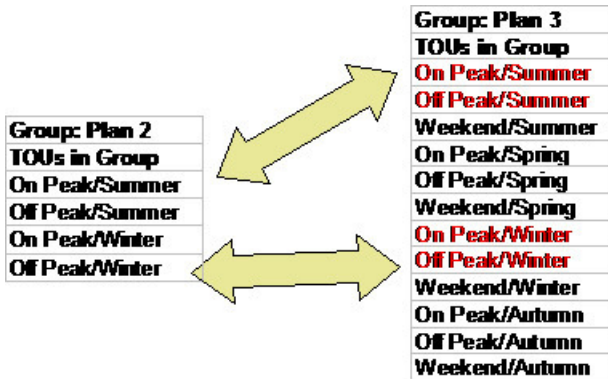 Group: Plan 2
TOUs in Group
On Peak/Summer
Off Peak/Summer
On Peak/Winter
Off Peak/Winter
Group: Plan 3
TOUs in Group
On Peak/Summer
Off Peak/Summer
Weekend/Summer
On Peak/Spring
Off Peak/Spring
Weekend/Spring
On Peak/Winter
Off Peak/Winter
Weekend/Winter
On Peak/Autumn
Off Peak/Autumn
Weekend/Autumn